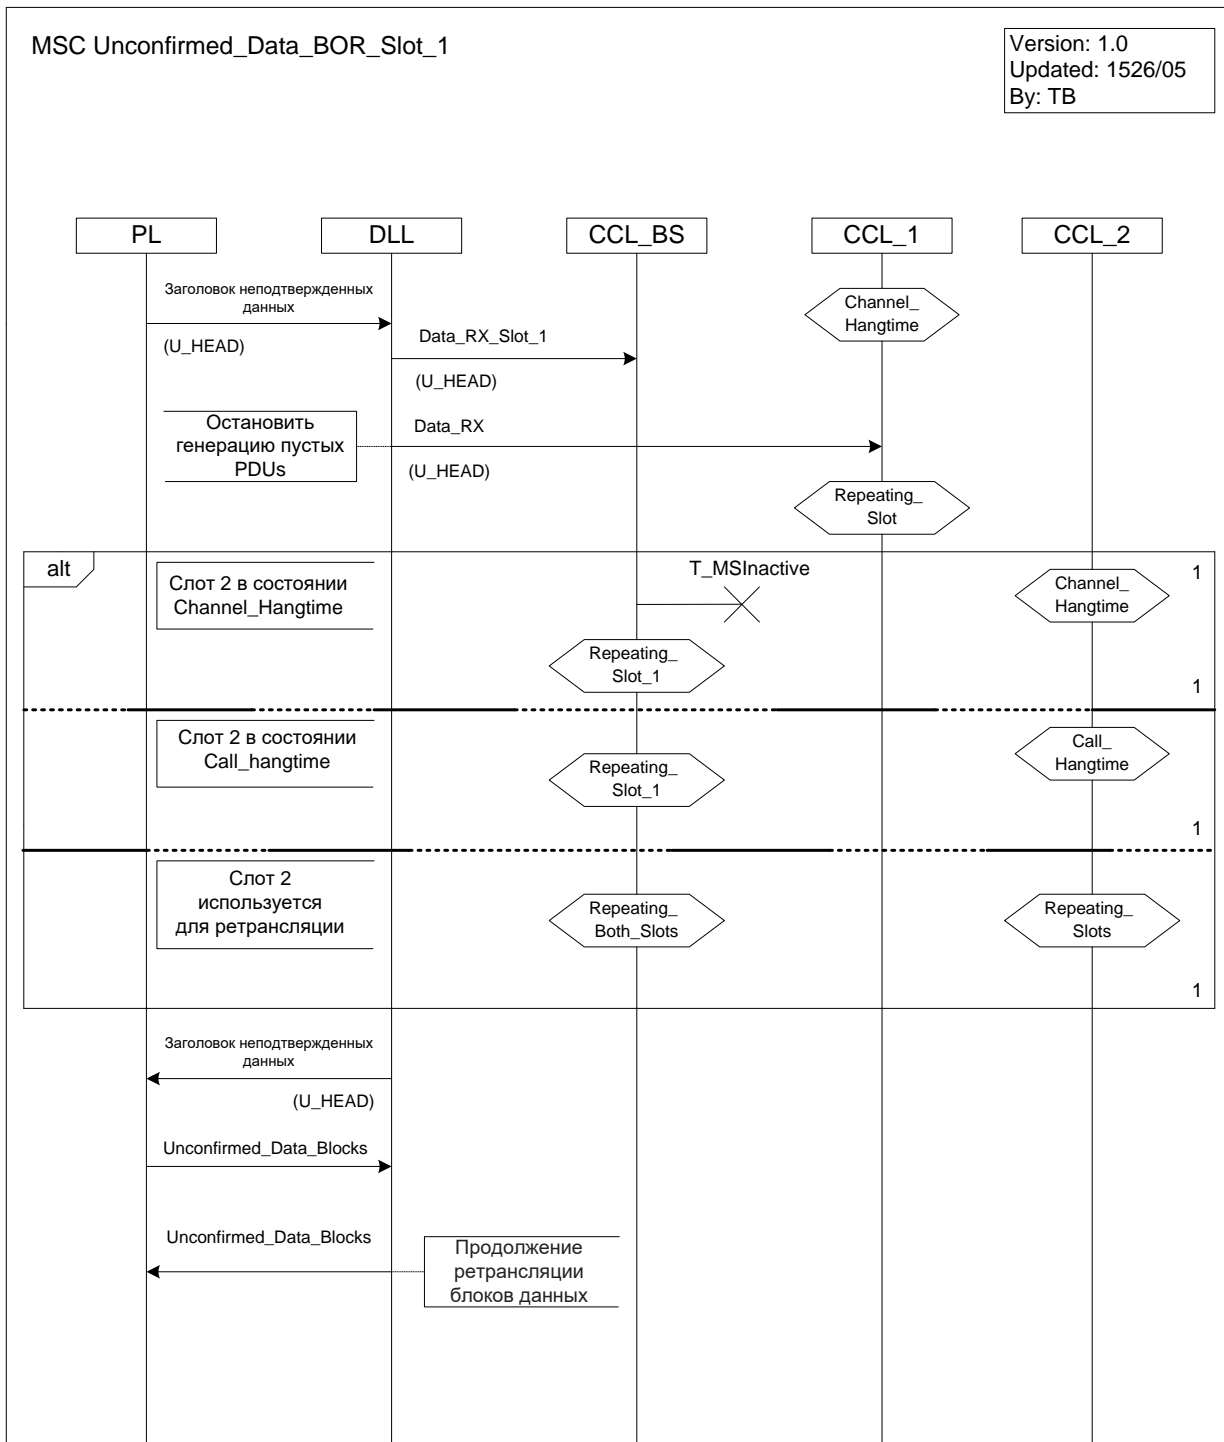 MSC Unconfirmed_Data_BOR_Slot_1
Version: 1.0
Updated: 1526/05
By: TB
PL
DLL
CCL_BS
CCL_1
CCL_2
Заголовок неподтвержденных
данных
(U_HEAD)
Data_RX_Slot_1
(U_HEAD)
Channel_
Hangtime
Остановить
генерацию пустых
PDUs
Data_RX
(U_HEAD)
Repeating_
Slot
alt
Слот 2 в состоянии
Channel_Hangtime
T_MSInactive
Channel_
Hangtime
1
Repeating_
Slot_1
1
Слот 2 в состоянии
Call_hangtime
Repeating_
Slot_1
Call_
Hangtime
1
Слот 2
используется
для ретрансляции
Repeating_
Both_Slots
Repeating_
Slots
1
Заголовок неподтвержденных
данных
(U_HEAD)
Unconfirmed_Data_Blocks
Unconfirmed_Data_Blocks
Продолжение
ретрансляции
блоков данных